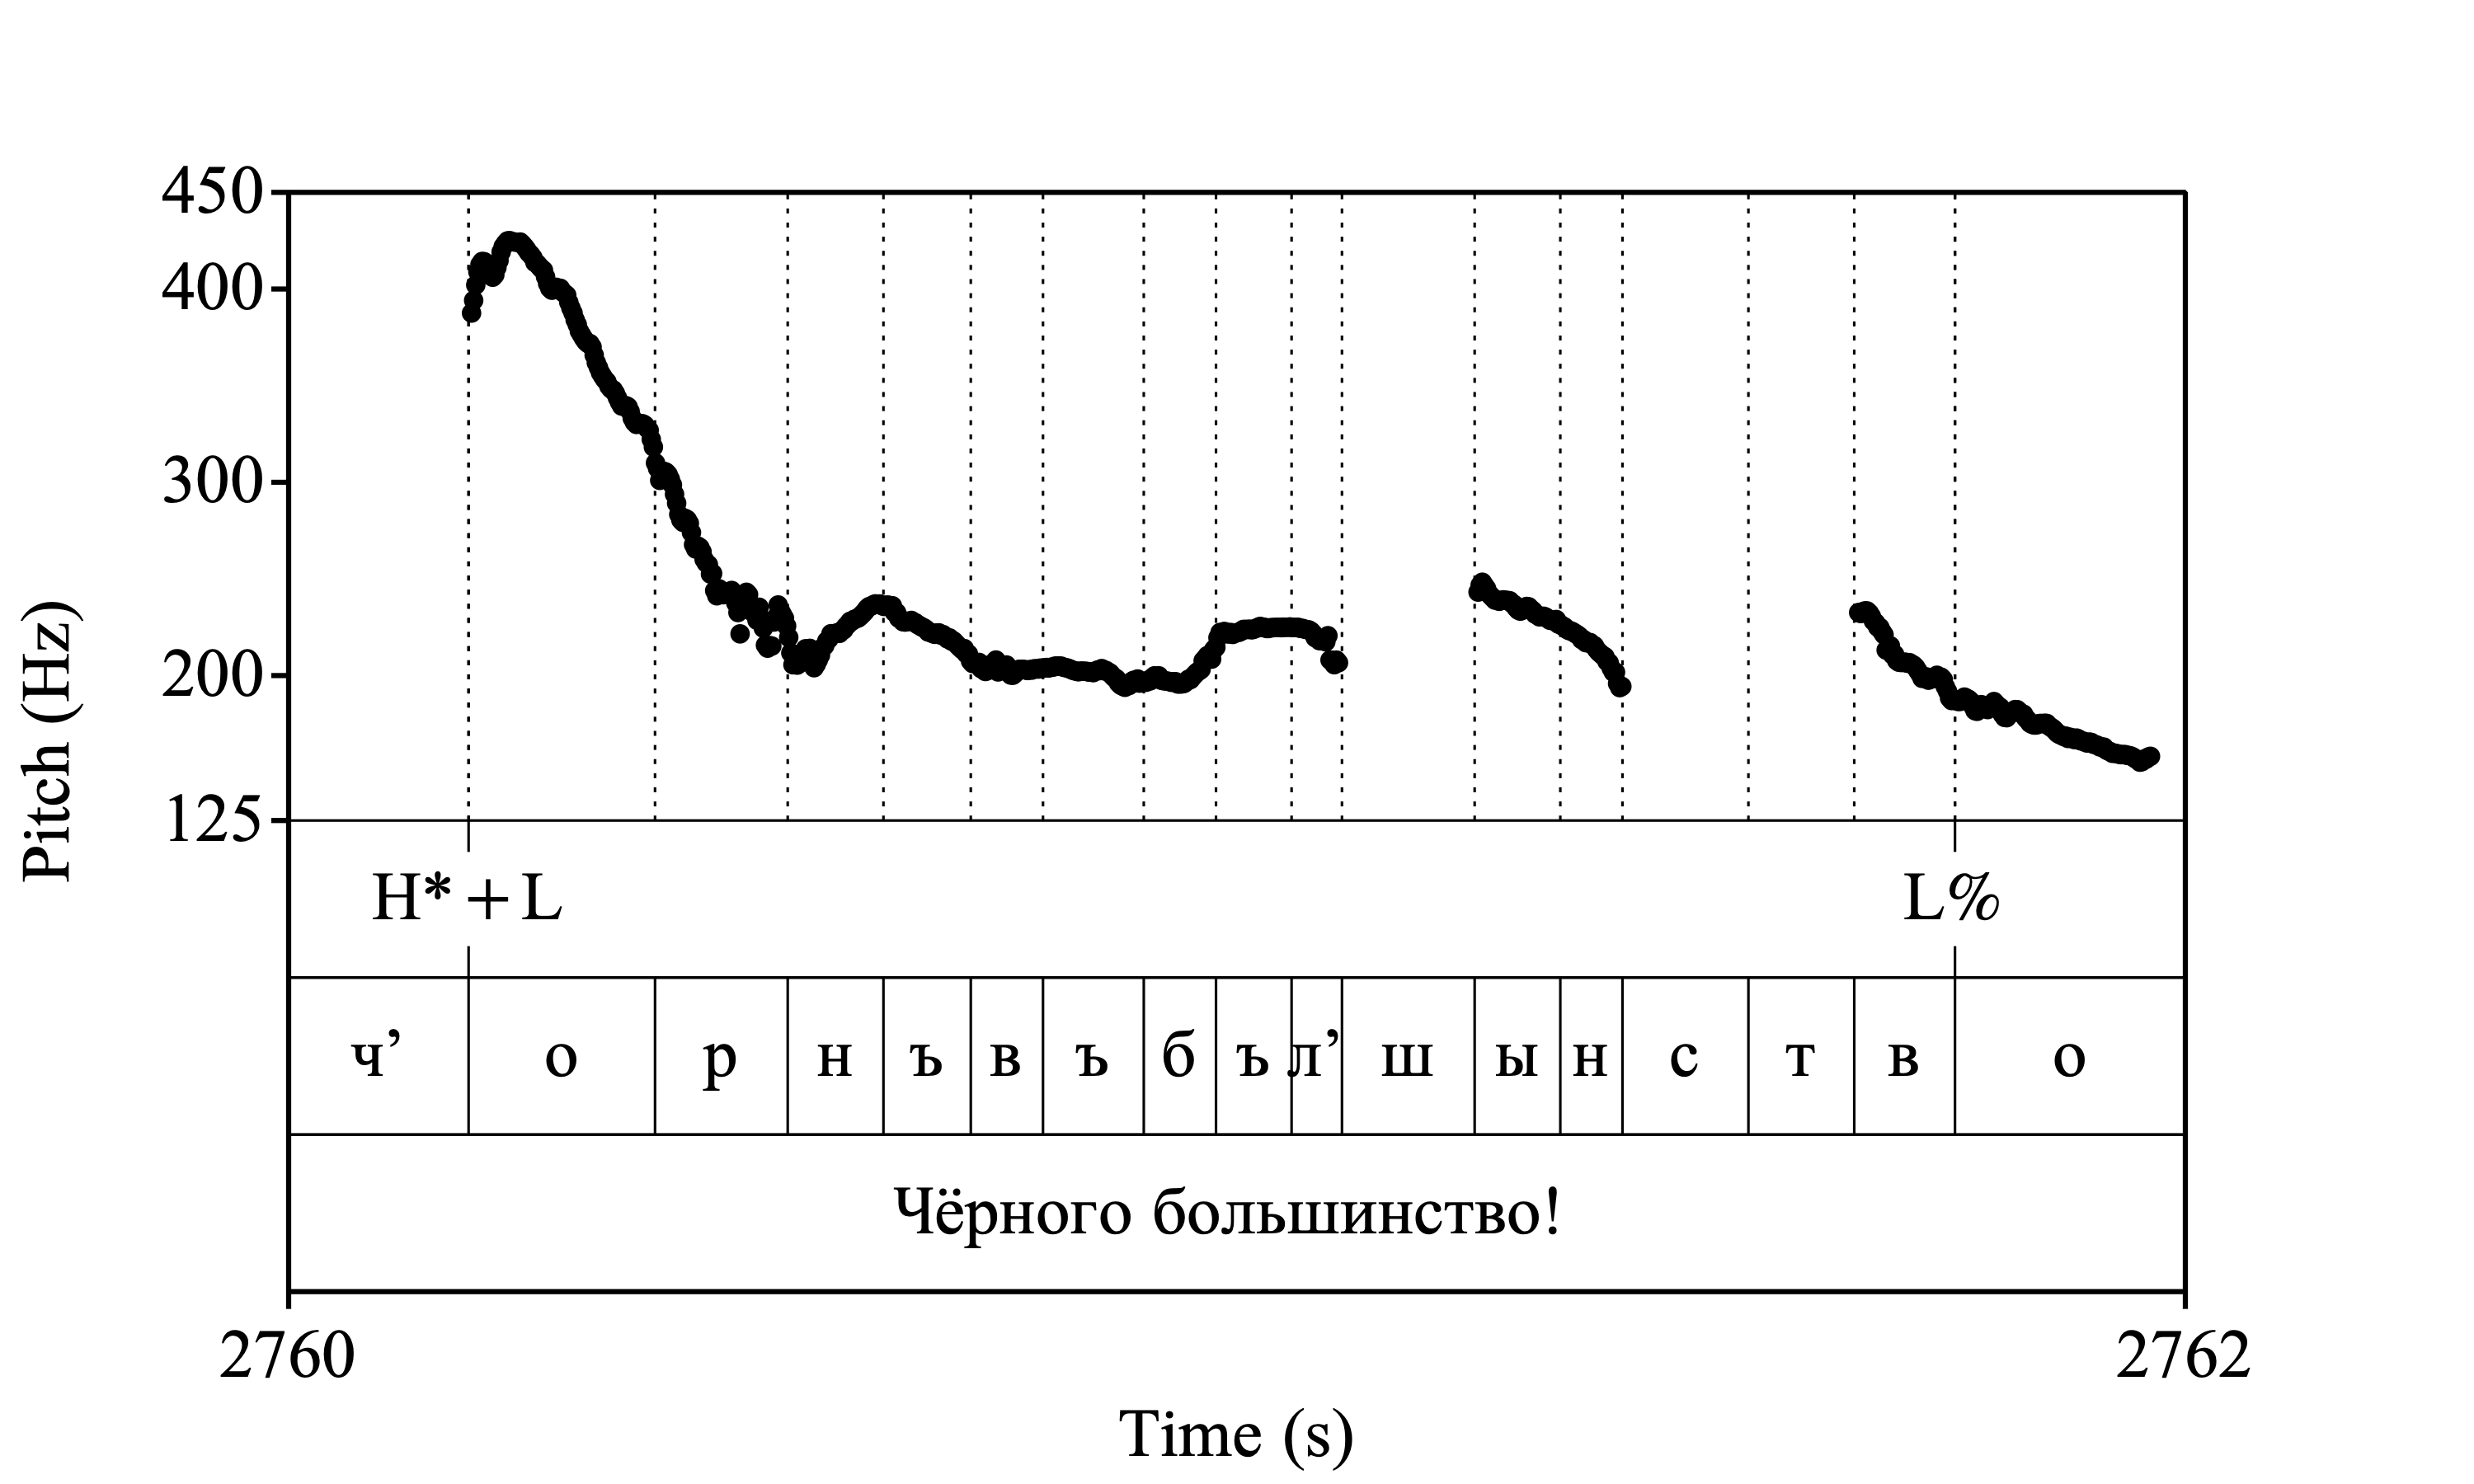 450
400
300
200
125
Pitch (Hz)
H*+L L%
ч’ о р н ъ в ъ б ъ л’ ш ы н с т в о
Чёрного большинство!
2760 2762
Time (s)